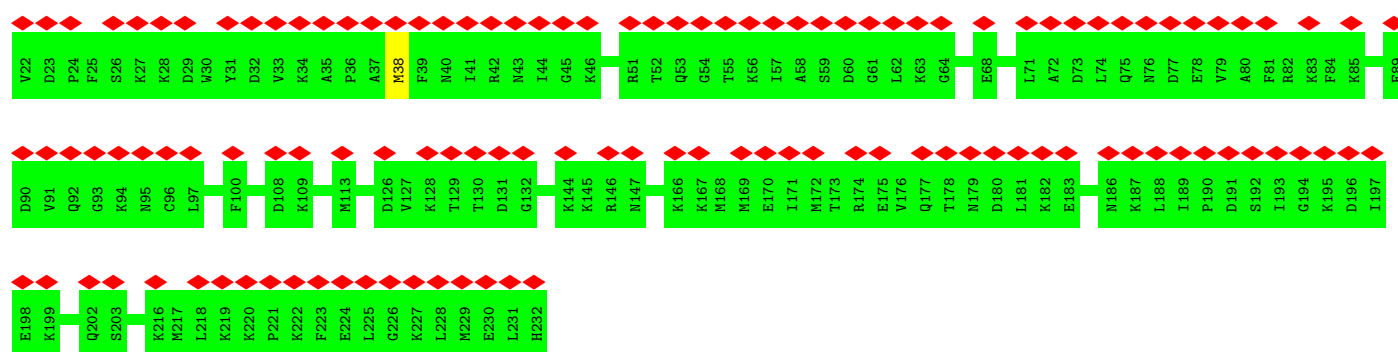 V22 D23 P24 F25 S26 K27 K28 D29 W30 Y31 D32 V33 K34 A35 P36 A37 M38 F39 N40 I41 R42 N43 I44 G45 K46 R51 T52 Q53 G54 T55 K56 I57 A58 S59 D60 G61 L62 K63 G64 E68 L71 A72 D73 L74 Q75 N76 D77 E78 V79 A80 F81 R82 K83 F84 K85
D90 V91 Q92 G93 K94 N95 C96 L97 F100 D108 K109 M113 D126 V127 K128 T129 T130 D131 G132 K144 K145 R146 N147 K166 K167 M168 M169 E170 I171 M172 T173 R174 E175 V176 Q177 T178 N179 D180 L181 K182 E183 N186 K187 L188 I189 P190 D191 S192 I193 G194 K195 D196 I197
E198 K199 Q202 S203 K216 M217 L218 K219 K220 P221 K222 F223 E224 L225 G226 K227 L228 M229 E230 L231 H232